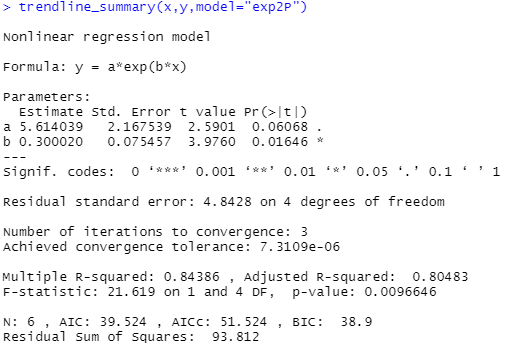 > trendline_summary(x,y,model="exp2P")
Nonlinear regression model
Formula: y = a*exp(b*x)
Parameters:
Estimate Std. Error t value Pr(>|t|)
a 5.614039 2.167539 2.5901 0.06068 .
b 0.300020 0.075457 3.9760 0.01646 *
---
Signif. codes: 0 ‘***’ 0.001 ‘**’ 0.01 ‘*’ 0.05 ‘.’ 0.1 ‘ ’ 1
Residual standard error: 4.8428 on 4 degrees of freedom
Number of iterations to convergence: 3
Achieved convergence tolerance: 7.3109e-06
Multiple R-squared: 0.84386 , Adjusted R-squared: 0.80483
F-statistic: 21.619 on 1 and 4 DF, p-value: 0.0096646
N: 6 , AIC: 39.524 , AICc: 51.524 , BIC: 38.9
Residual Sum of Squares: 93.812